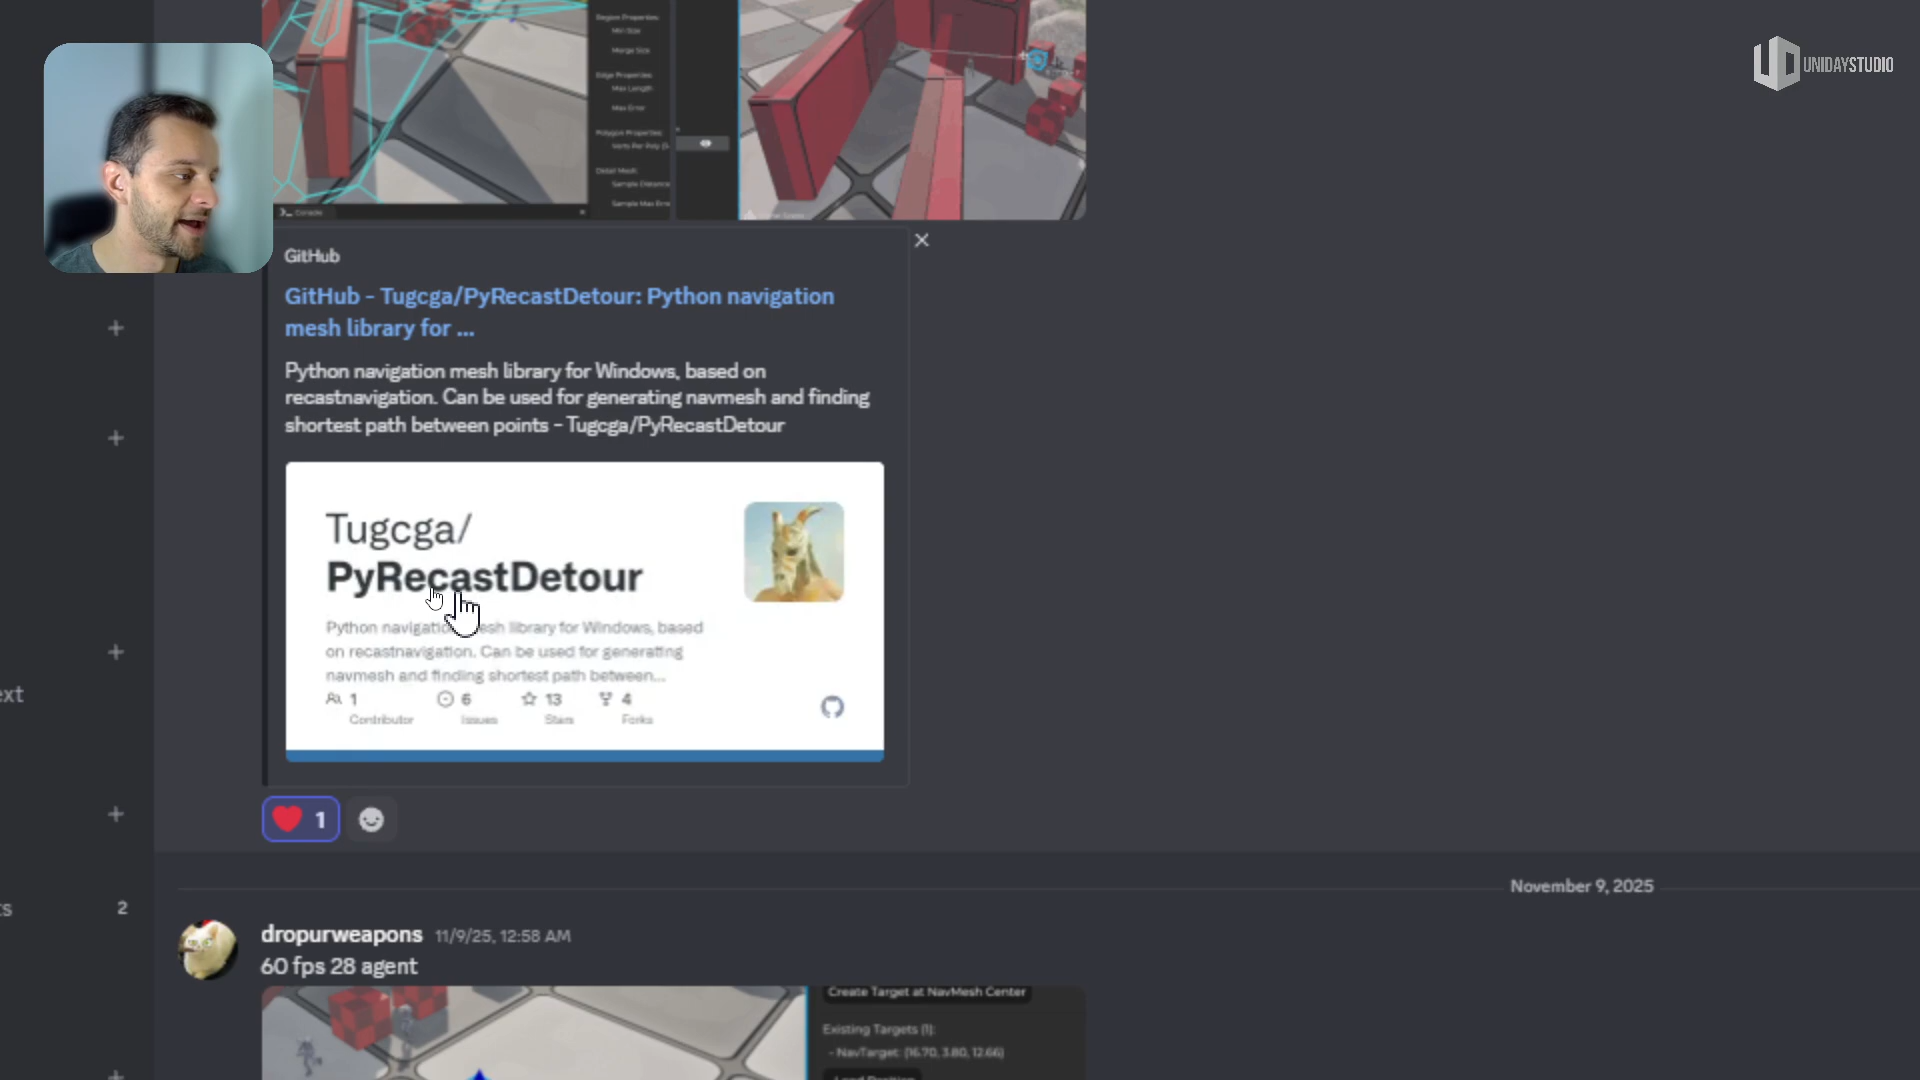 UNIDAYSTUDIO
Region Properties:
Min Size
Merge Size
Edge Properties:
Max Length
Max Error
Polygon Properties:
Verts Per Poly
Detail Mesh:
Sample Distance
Sample Max Erro
Console
GitHub
GitHub - Tugcga/PyRecastDetour: Python navigation
mesh library for ...
Python navigation mesh library for Windows, based on
recastnavigation. Can be used for generating navmesh and finding
shortest path between points - Tugcga/PyRecastDetour
Tugcga/
PyRecastDetour
Python navigation mesh library for Windows, based
on recastnavigation. Can be used for generating
navmesh and finding shortest path between...
1
Contributor
6
Issues
13
Stars
4
Forks
ext
1
November 9, 2025
ts
2
dropurweapons 11/9/25, 12:58 AM
60 fps 28 agent
Create Target at NavMesh Center
Existing Targets (1):
- NavTarget: (16.70, 3.80, 12.66)